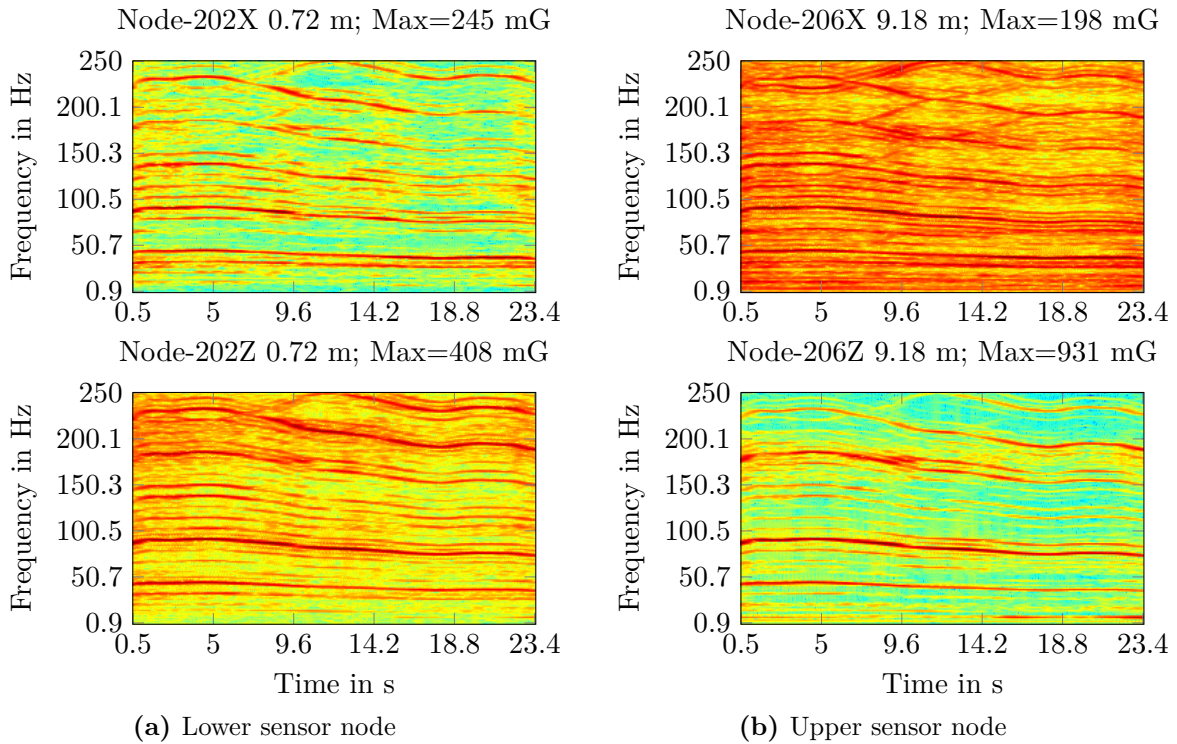 Node-202X 0.72 m; Max=245 mG
Frequency in Hz
250
200.1
150.3
100.5
50.7
0.9
0.5 5 9.6 14.2 18.8 23.4
Node-206X 9.18 m; Max=198 mG
Frequency in Hz
250
200.1
150.3
100.5
50.7
0.9
0.5 5 9.6 14.2 18.8 23.4
Node-202Z 0.72 m; Max=408 mG
Frequency in Hz
250
200.1
150.3
100.5
50.7
0.9
0.5 5 9.6 14.2 18.8 23.4
Time in s
(a) Lower sensor node
Node-206Z 9.18 m; Max=931 mG
Frequency in Hz
250
200.1
150.3
100.5
50.7
0.9
0.5 5 9.6 14.2 18.8 23.4
Time in s
(b) Upper sensor node